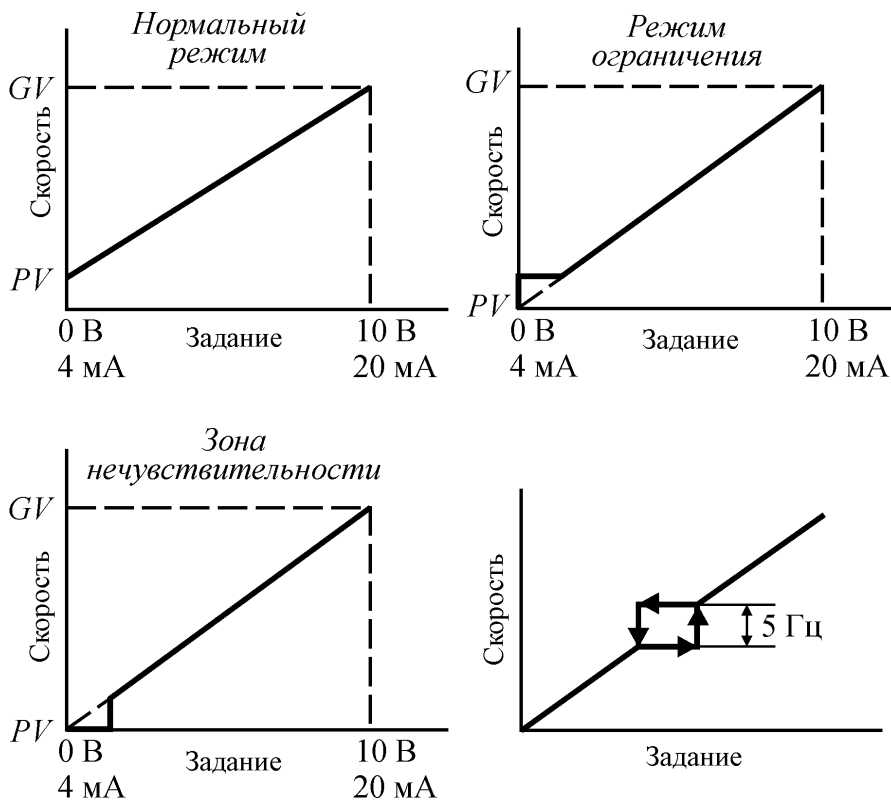 Нормальный
режим
GV
Скорость
PV
0 В
Задание
10 В
4 мА
20 мА
Режим
ограничения
GV
Скорость
PV
0 В
Задание
10 В
4 мА
20 мА
Зона
нечувствительности
GV
Скорость
PV
0 В
Задание
10 В
4 мА
20 мА
Скорость
5 Гц
Задание